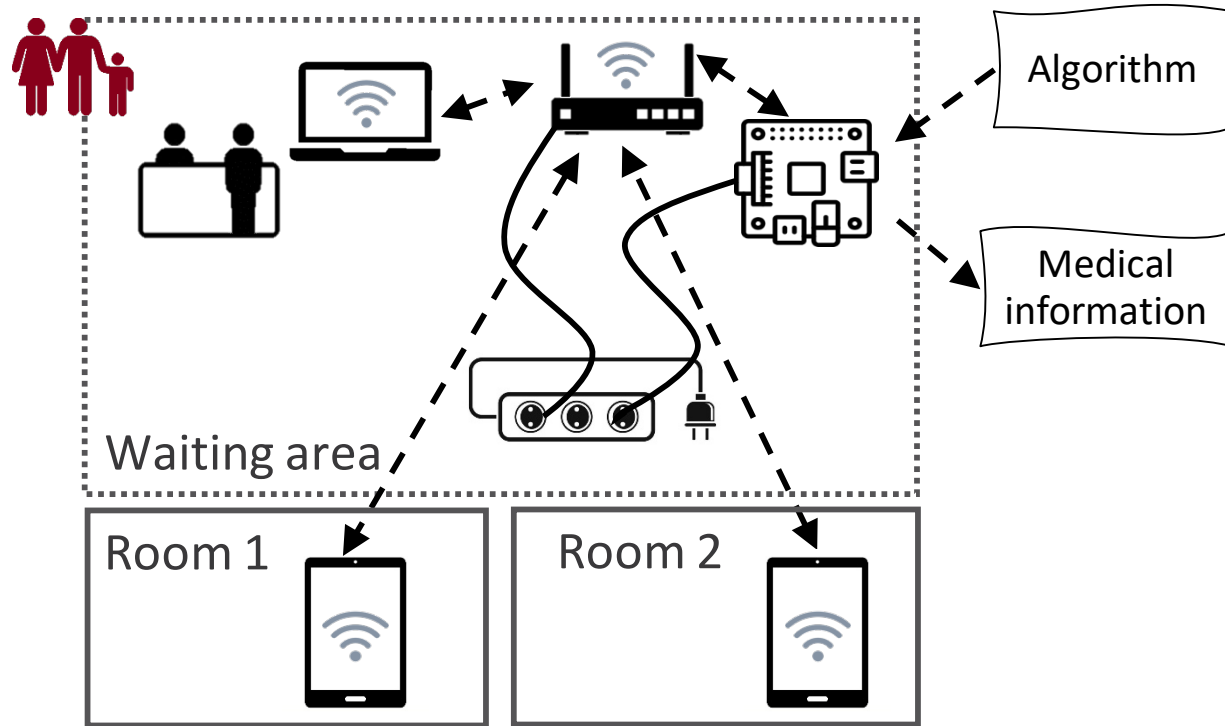 Algorithm
Medical
information
Waiting area
Room 1
Room 2